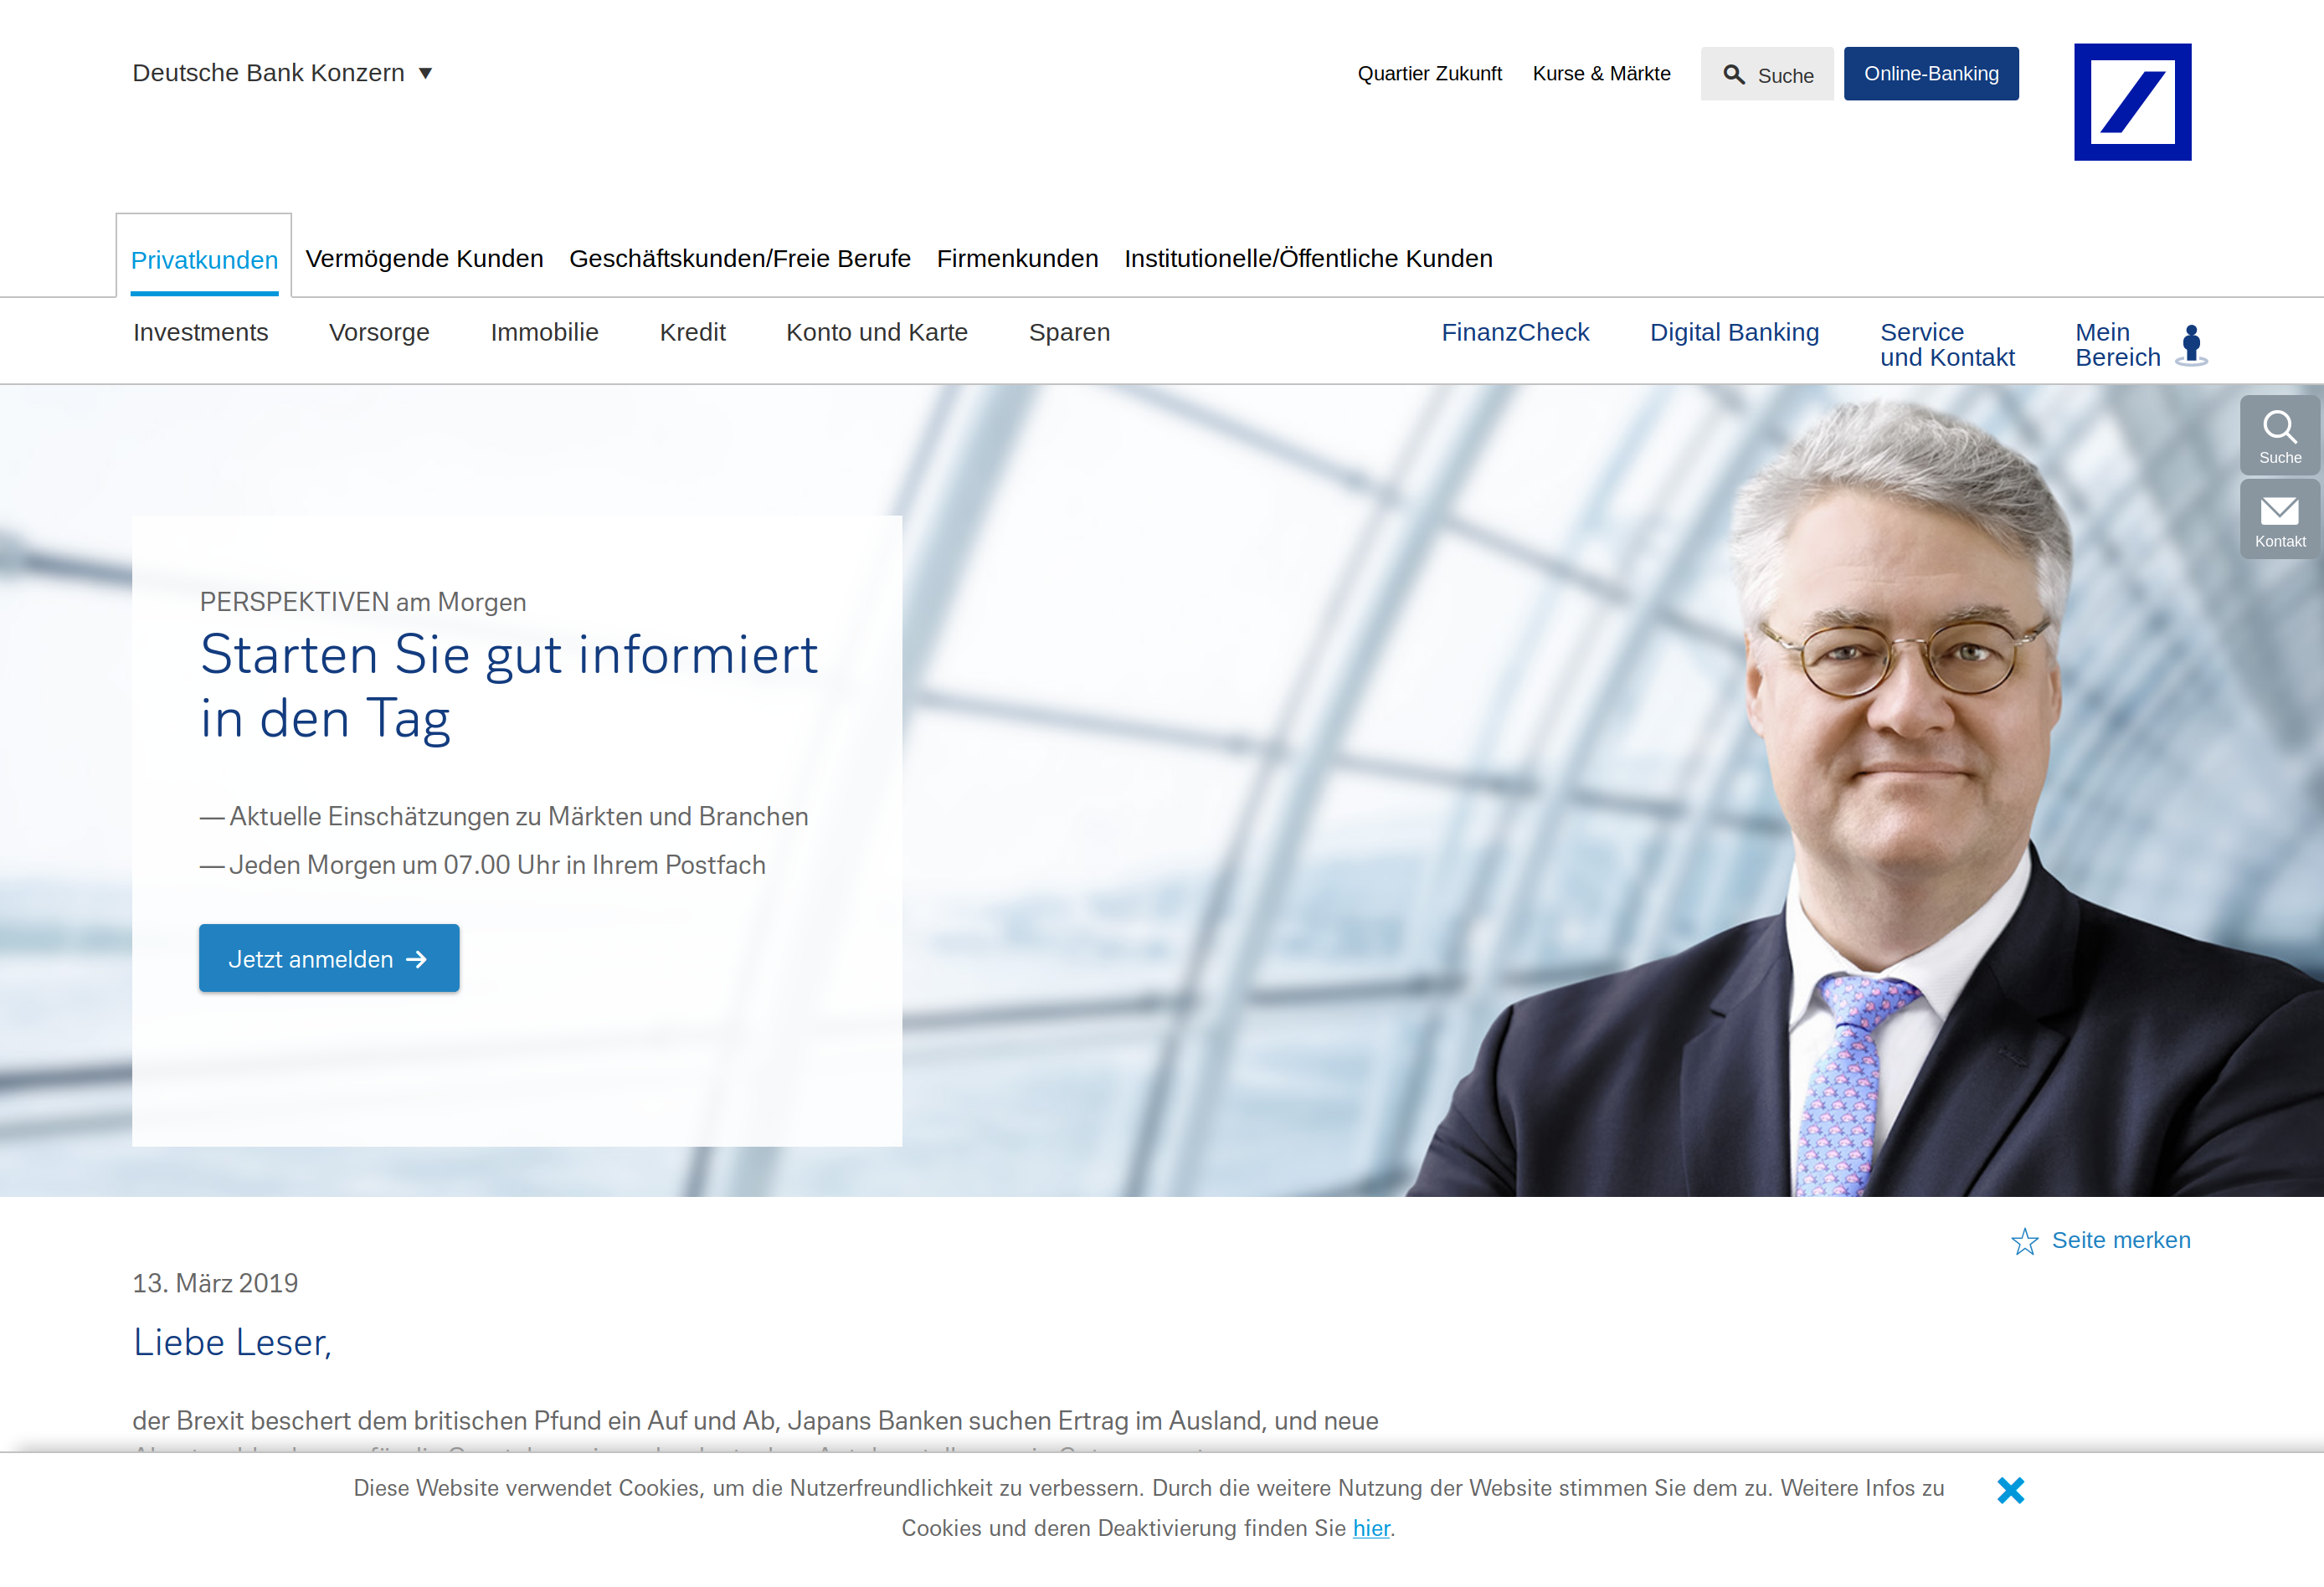 Deutsche Bank Konzern
Quartier Zukunft
Kurse & Märkte
Suche
Online-Banking
Privatkunden
Vermögende Kunden
Geschäftskunden/Freie Berufe
Firmenkunden
Institutionelle/Öffentliche Kunden
Investments
Vorsorge
Immobilie
Kredit
Konto und Karte
Sparen
FinanzCheck
Digital Banking
Service
und Kontakt
Mein
Bereich
Suche
Kontakt
PERSPEKTIVEN am Morgen
Starten Sie gut informiert
in den Tag
— Aktuelle Einschätzungen zu Märkten und Branchen
— Jeden Morgen um 07.00 Uhr in Ihrem Postfach
Jetzt anmelden
Seite merken
13. März 2019
Liebe Leser,
der Brexit beschert dem britischen Pfund ein Auf und Ab, Japans Banken suchen Ertrag im Ausland, und neue
Diese Website verwendet Cookies, um die Nutzerfreundlichkeit zu verbessern. Durch die weitere Nutzung der Website stimmen Sie dem zu. Weitere Infos zu
Cookies und deren Deaktivierung finden Sie hier.